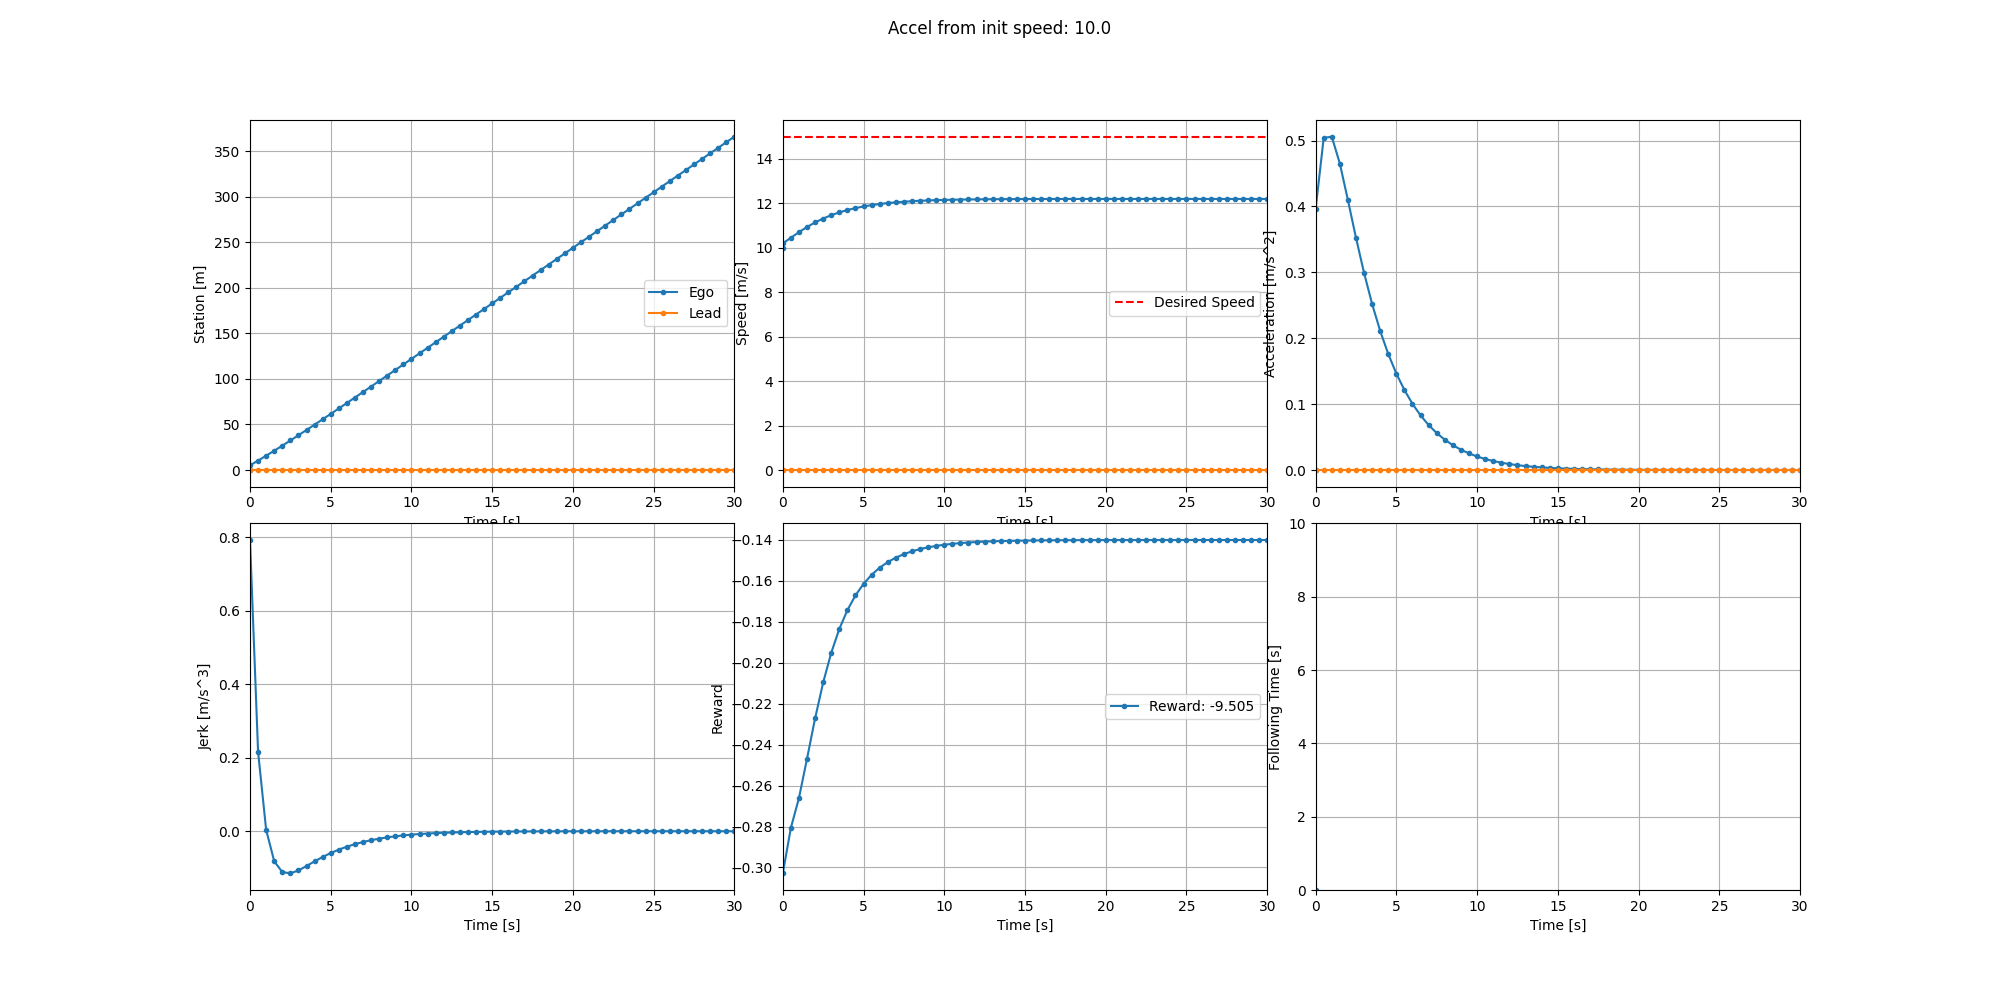 Accel from init speed: 10.0
Station [m]
350
300
250
200
150
100
50
0
0 5 10 15 20 25 30
Time [s]
Ego
Lead
Speed [m/s]
14
12
10
8
6
4
2
0
0 5 10 15 20 25 30
Time [s]
Desired Speed
Acceleration [m/s^2]
0.5
0.4
0.3
0.2
0.1
0.0
0 5 10 15 20 25 30
Time [s]
Jerk [m/s^3]
0.8
0.6
0.4
0.2
0.0
0 5 10 15 20 25 30
Time [s]
Reward
−0.14
−0.16
−0.18
−0.20
−0.22
−0.24
−0.26
−0.28
−0.30
0 5 10 15 20 25 30
Time [s]
Reward: -9.505
Following Time [s]
10
8
6
4
2
0
0 5 10 15 20 25 30
Time [s]